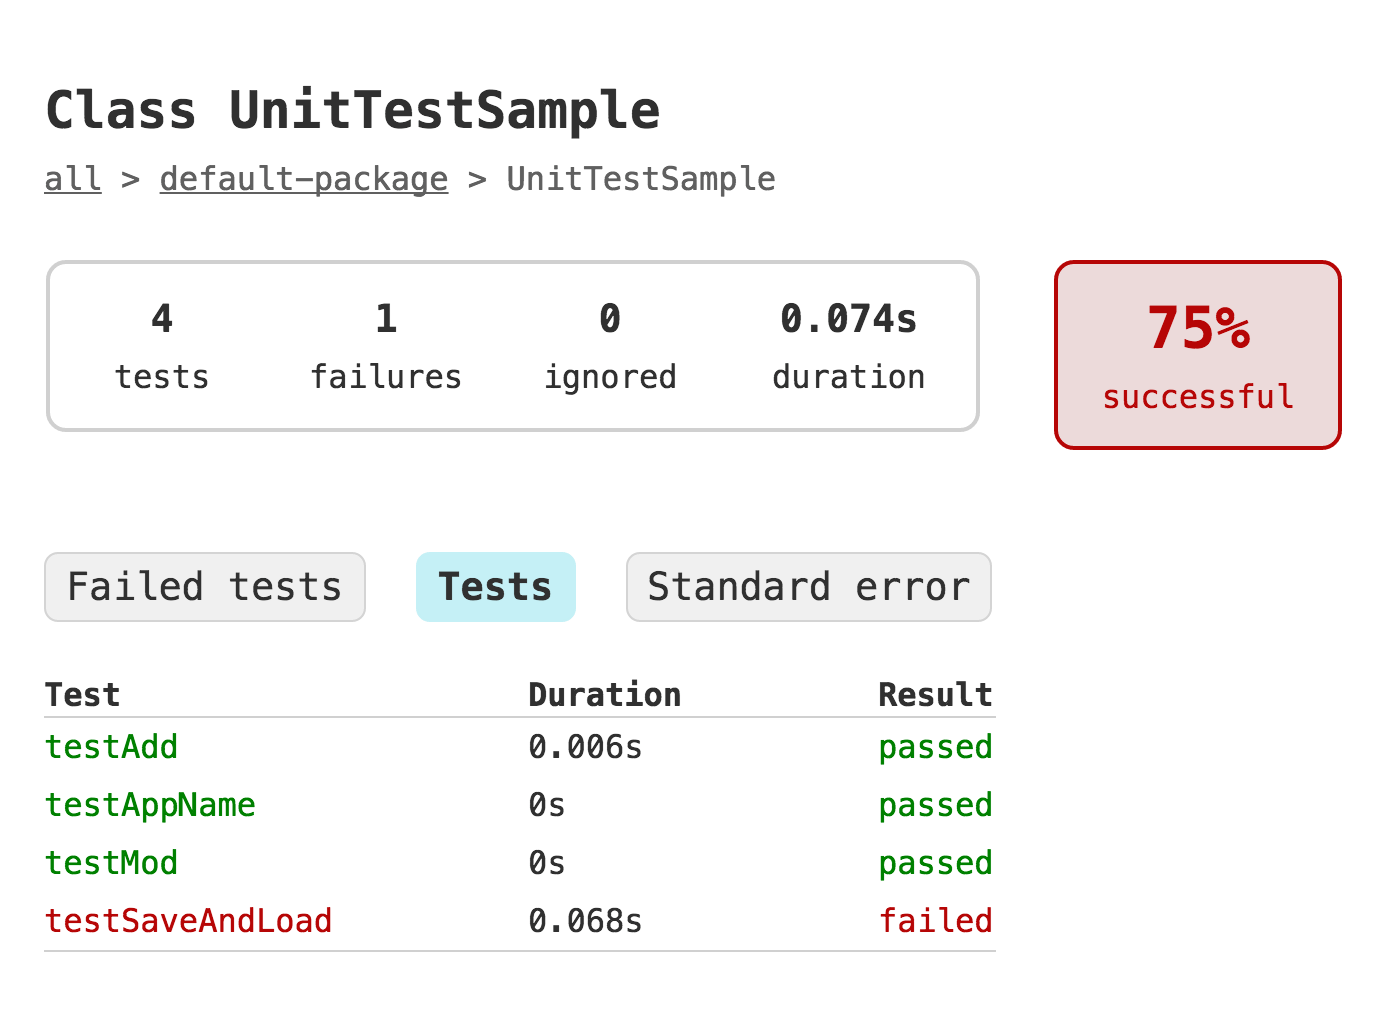 Class UnitTestSample
all > default-package > UnitTestSample
4 1 0 0.074s
tests failures ignored duration
75%
successful
Failed tests Tests Standard error
Test Duration Result
testAdd 0.006s passed
testAppName 0s passed
testMod 0s passed
testSaveAndLoad 0.068s failed